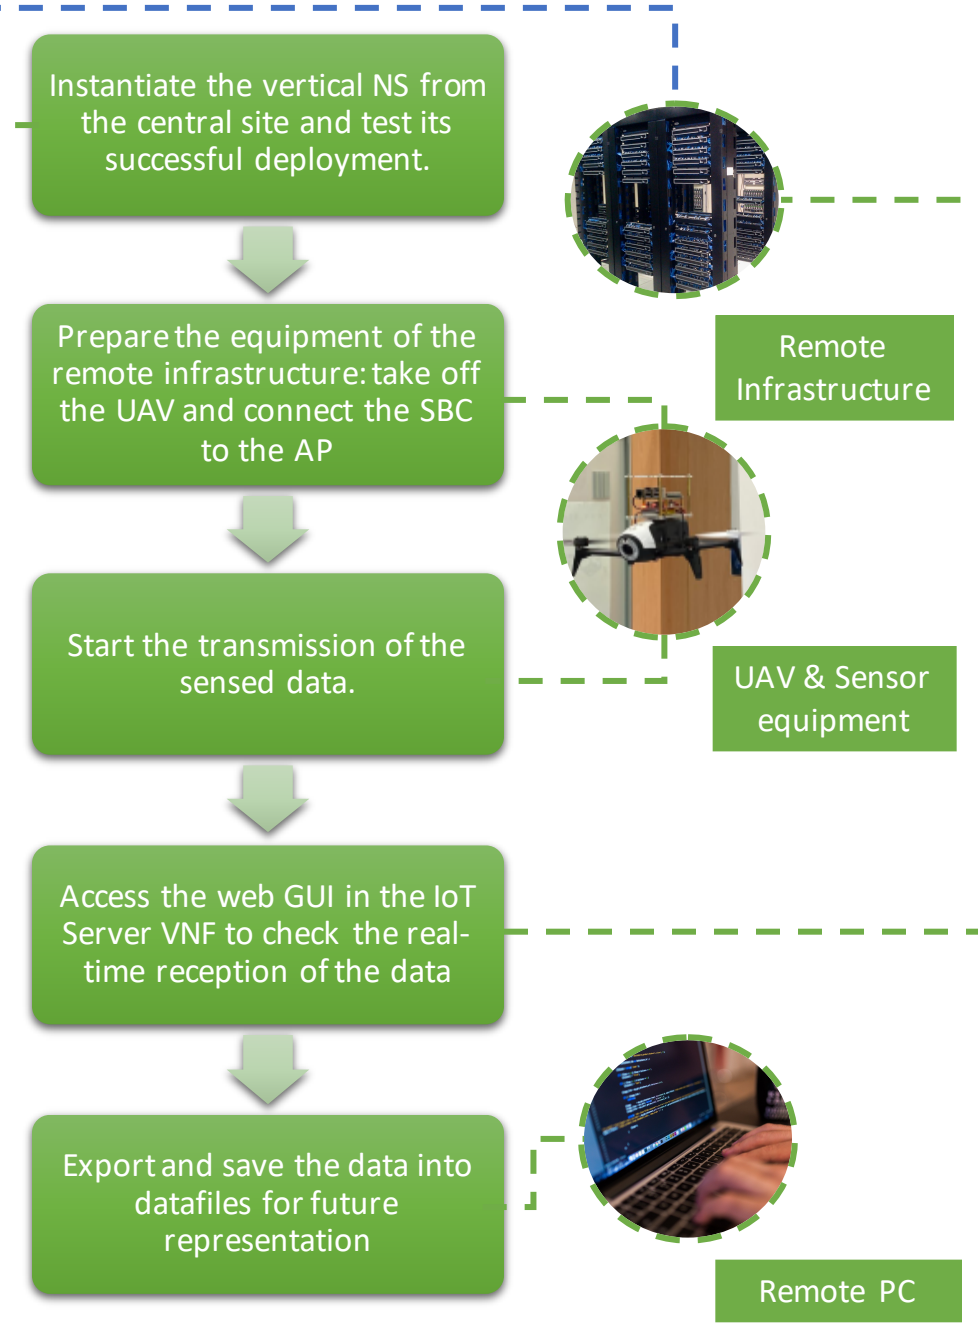 Instantiate the vertical NS from
the central site and test its
successful deployment.
Remote
Infrastructure
Prepare the equipment of the
remote infrastructure: take off
the UAV and connect the SBC
to the AP
Start the transmission of the
sensed data.
UAV & Sensor
equipment
Access the web GUI in the IoT
Server VNF to check the real-
time reception of the data
Export and save the data into
datafiles for future
representation
Remote PC